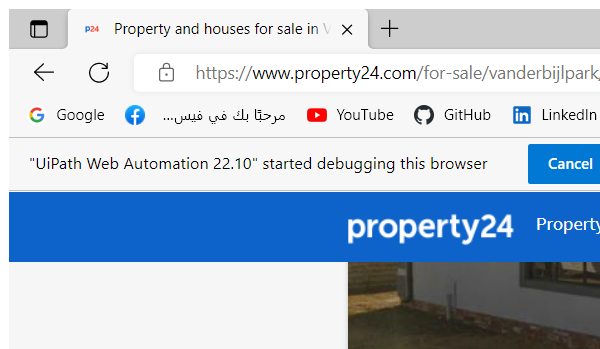 p24 Property and houses for sale in V
https://www.property24.com/for-sale/vanderbijlpark,
Google مرحبًا بك في فيس... YouTube GitHub LinkedIn
"UiPath Web Automation 22.10" started debugging this browser Cancel
property24 Property